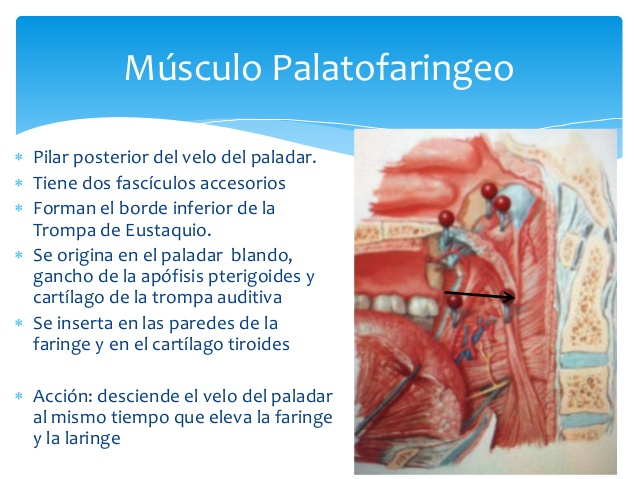 Músculo Palatofaringeo
Pilar posterior del velo del paladar.
Tiene dos fascículos accesorios
Forman el borde inferior de la
Trompa de Eustaquio.
Se origina en el paladar blando,
gancho de la apófisis pterigoides y
cartílago de la trompa auditiva
Se inserta en las paredes de la
faringe y en el cartílago tiroides
Acción: desciende el velo del paladar
al mismo tiempo que eleva la faringe
y la laringe